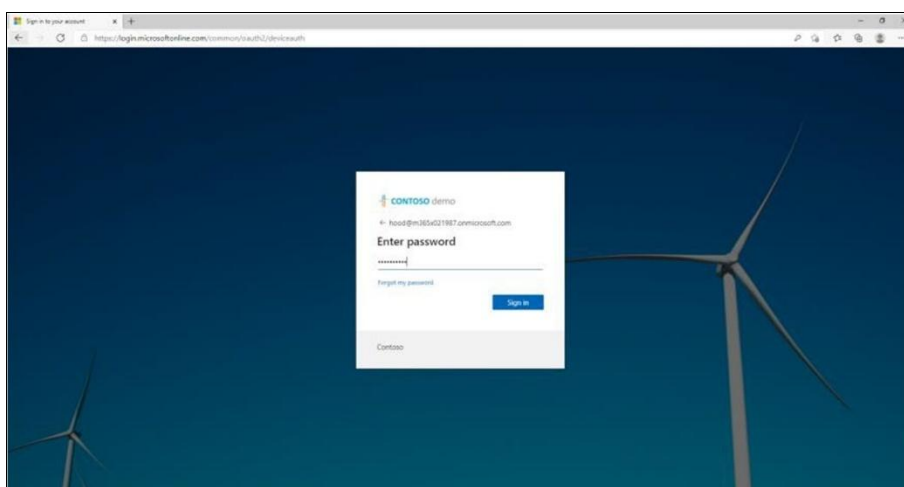 Sign in to your account
https://login.microsoftonline.com/common/oauth2/deviceauth
CONTOSO demo
hood@m365x021987.onmicrosoft.com
Enter password
Forgot my password
Sign in
Contoso